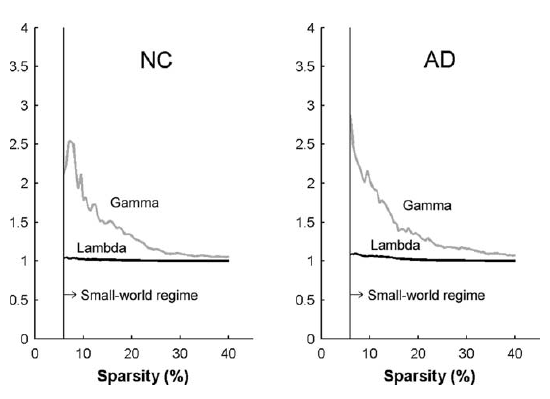 NC
4
3.5
3
2.5
2
1.5
1
0.5
0
Gamma
Lambda
→ Small-world regime
0 10 20 30 40
Sparsity (%)
AD
4
3.5
3
2.5
2
1.5
1
0.5
0
Gamma
Lambda
→ Small-world regime
0 10 20 30 40
Sparsity (%)